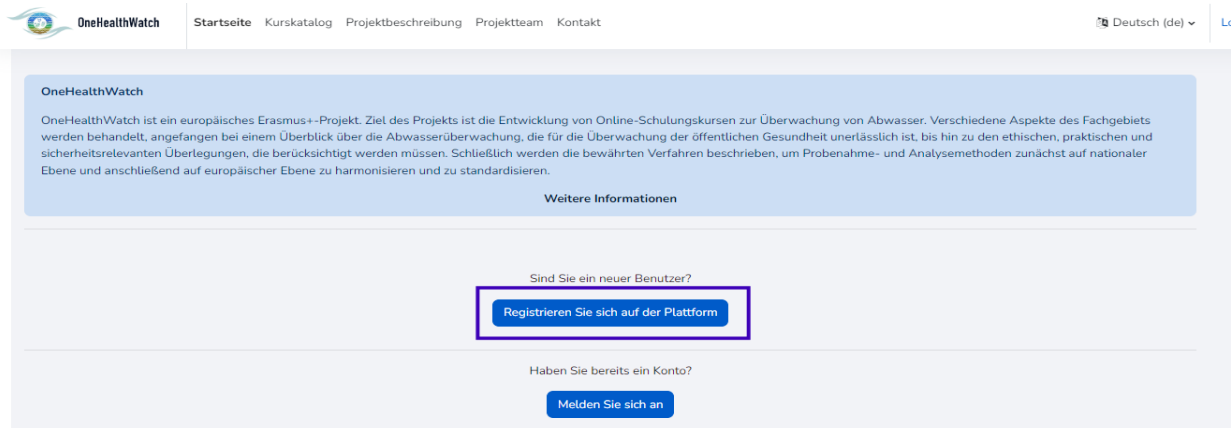 OneHealthWatch
Startseite Kurskatalog Projektbeschreibung Projektteam Kontakt
Deutsch (de)
OneHealthWatch
OneHealthWatch ist ein europäisches Erasmus+-Projekt. Ziel des Projekts ist die Entwicklung von Online-Schulungskursen zur Überwachung von Abwasser. Verschiedene Aspekte des Fachgebiets
werden behandelt, angefangen bei einem Überblick über die Abwasserüberwachung, die für die Überwachung der öffentlichen Gesundheit unerlässlich ist, bis hin zu den ethischen, praktischen und
sicherheitsrelevanten Überlegungen, die berücksichtigt werden müssen. Schließlich werden die bewährten Verfahren beschrieben, um Probenahme- und Analysemethoden zunächst auf nationaler
Ebene und anschließend auf europäischer Ebene zu harmonisieren und zu standardisieren.
Weitere Informationen
Sind Sie ein neuer Benutzer?
Registrieren Sie sich auf der Plattform
Haben Sie bereits ein Konto?
Melden Sie sich an